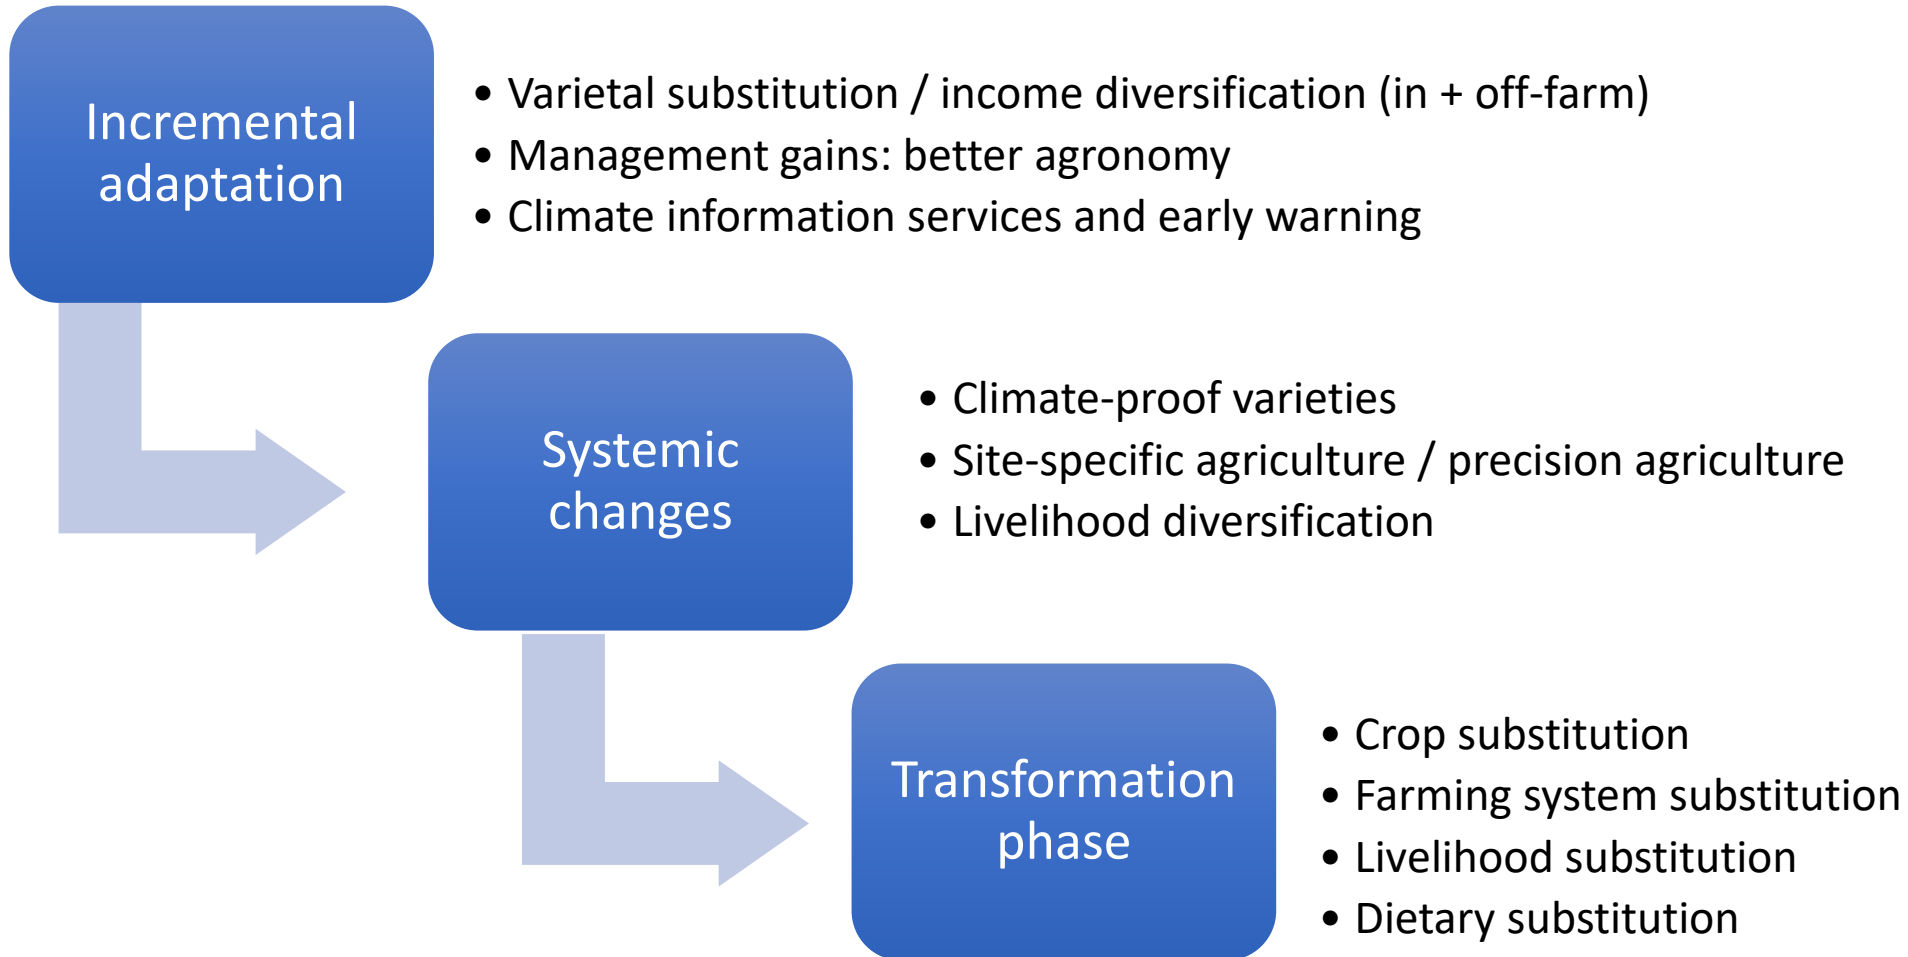 Incremental
adaptation
• Varietal substitution / income diversification (in + off-farm)
• Management gains: better agronomy
• Climate information services and early warning
Systemic
changes
• Climate-proof varieties
• Site-specific agriculture / precision agriculture
• Livelihood diversification
Transformation
phase
• Crop substitution
• Farming system substitution
• Livelihood substitution
• Dietary substitution